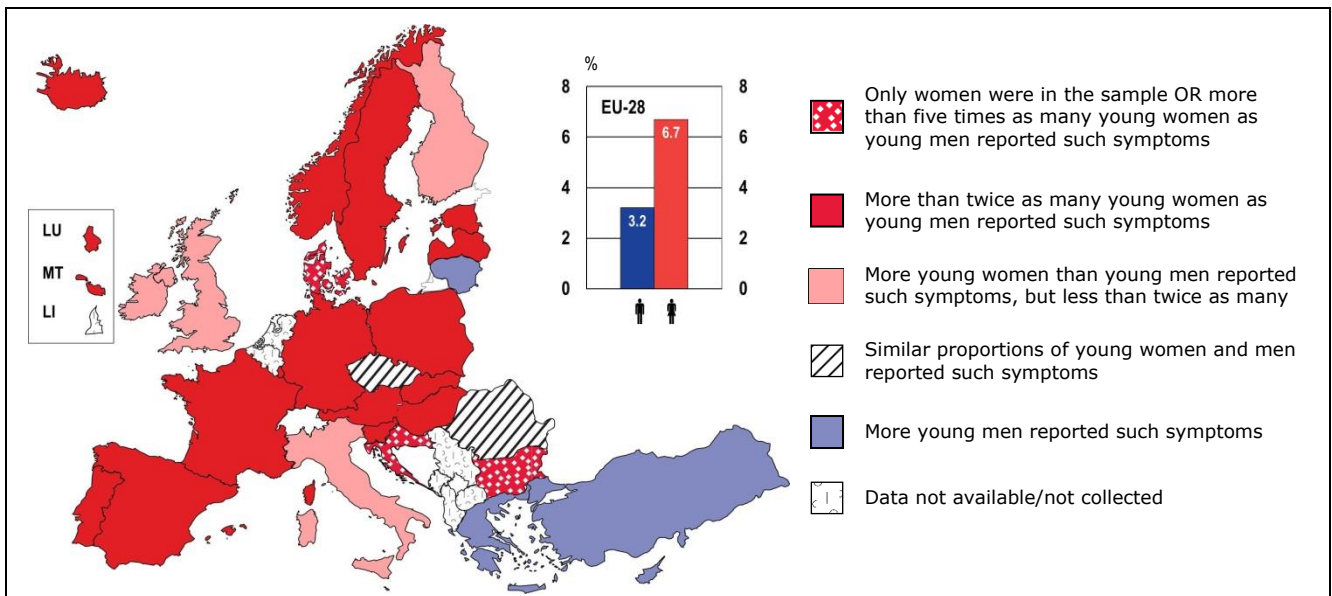 %
8 8
EU-28
6.7
6 6
4 4
3.2
2 2
0 0
LU
MT
LI
Only women were in the sample OR more
than five times as many young women as
young men reported such symptoms
More than twice as many young women as
young men reported such symptoms
More young women than young men reported
such symptoms, but less than twice as many
Similar proportions of young women and men
reported such symptoms
More young men reported such symptoms
Data not available/not collected